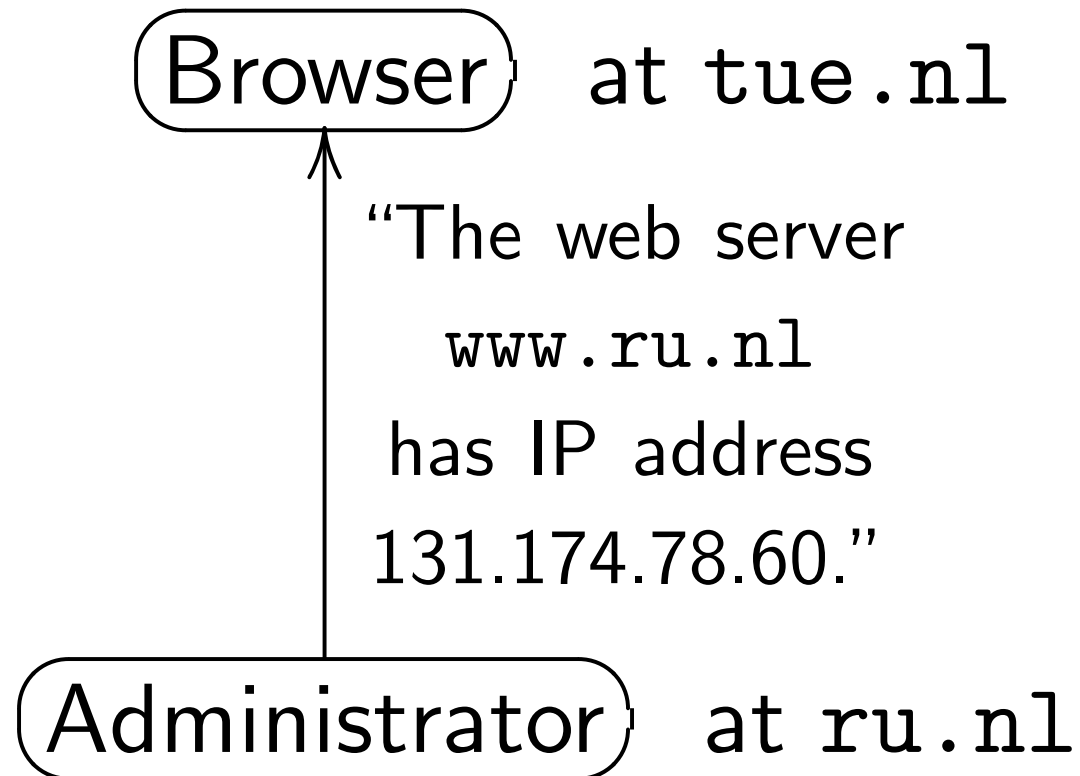 Browser at tue.nl
“The web server
www.ru.nl
has IP address
131.174.78.60.”
Administrator at ru.nl